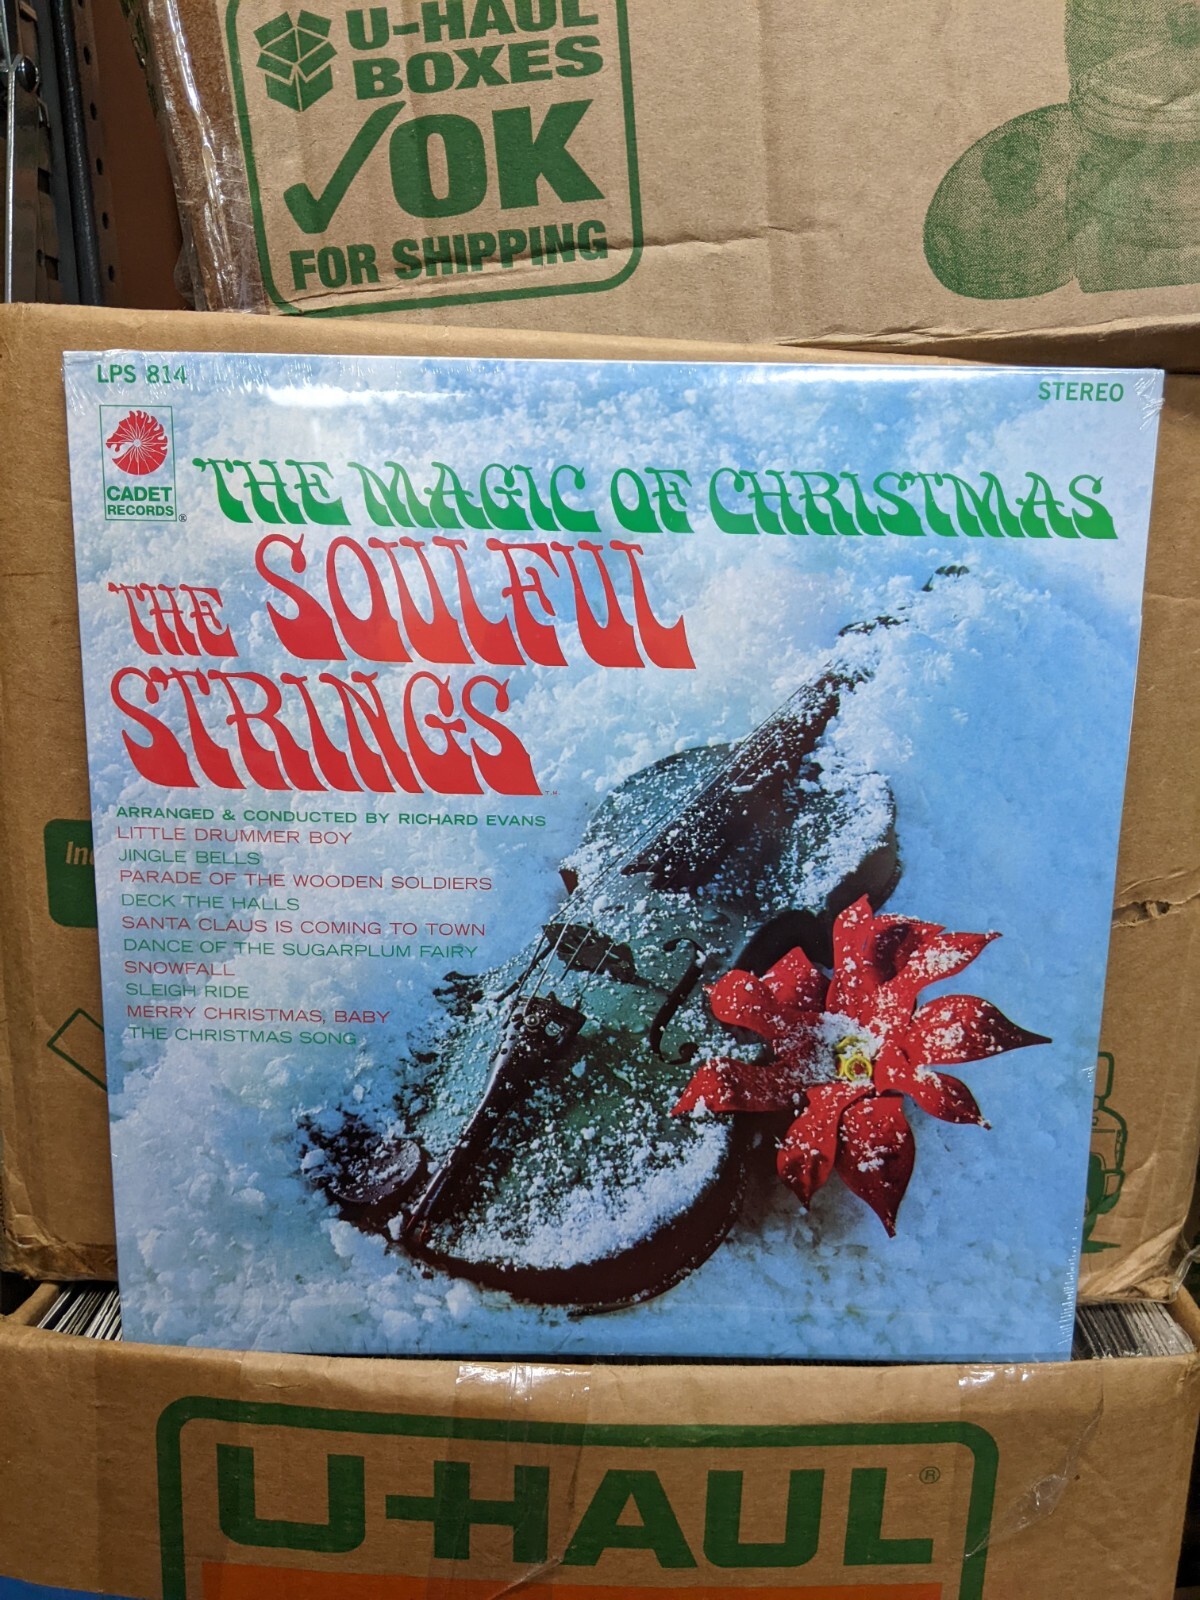 U-HAUL
BOXES
OK
FOR SHIPPING
LPS 814
STEREO
CADET
RECORDS®
THE MAGIC OF CHRISTMAS
THE SOULFUL
STRINGS
T.M.
ARRANGED & CONDUCTED BY RICHARD EVANS
LITTLE DRUMMER BOY
JINGLE BELLS
PARADE OF THE WOODEN SOLDIERS
DECK THE HALLS
SANTA CLAUS IS COMING TO TOWN
DANCE OF THE SUGARPLUM FAIRY
SNOWFALL
SLEIGH RIDE
MERRY CHRISTMAS, BABY
THE CHRISTMAS SONG
U-HAUL®